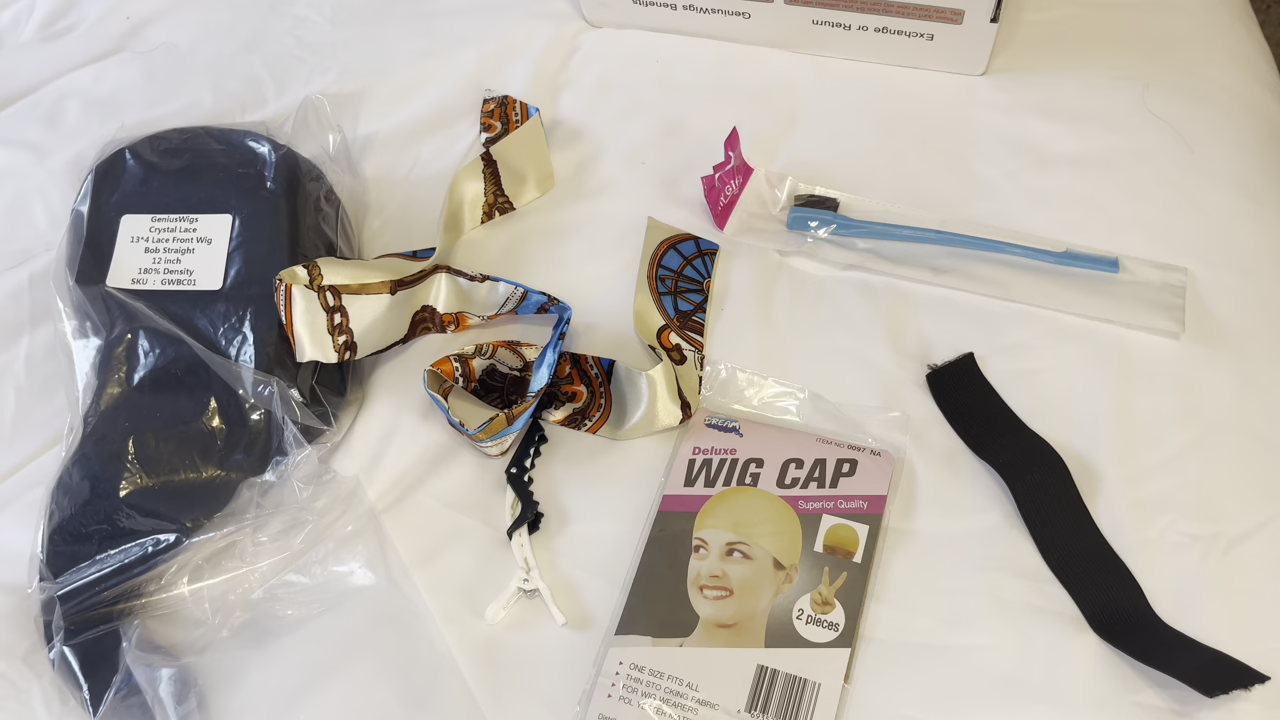 GeniusWigs Benefits
Exchange or Return
GeniusWigs
Crystal Lace
13*4 Lace Front Wig
Bob Straight
12 inch
180% Density
SKU : GWBC01
DREAM
ITEM NO 0097 NA
Deluxe
WIG CAP
Superior Quality
2 pieces
ONE SIZE FITS ALL
THIN STO CKING FABRIC
FOR WIG WEARERS